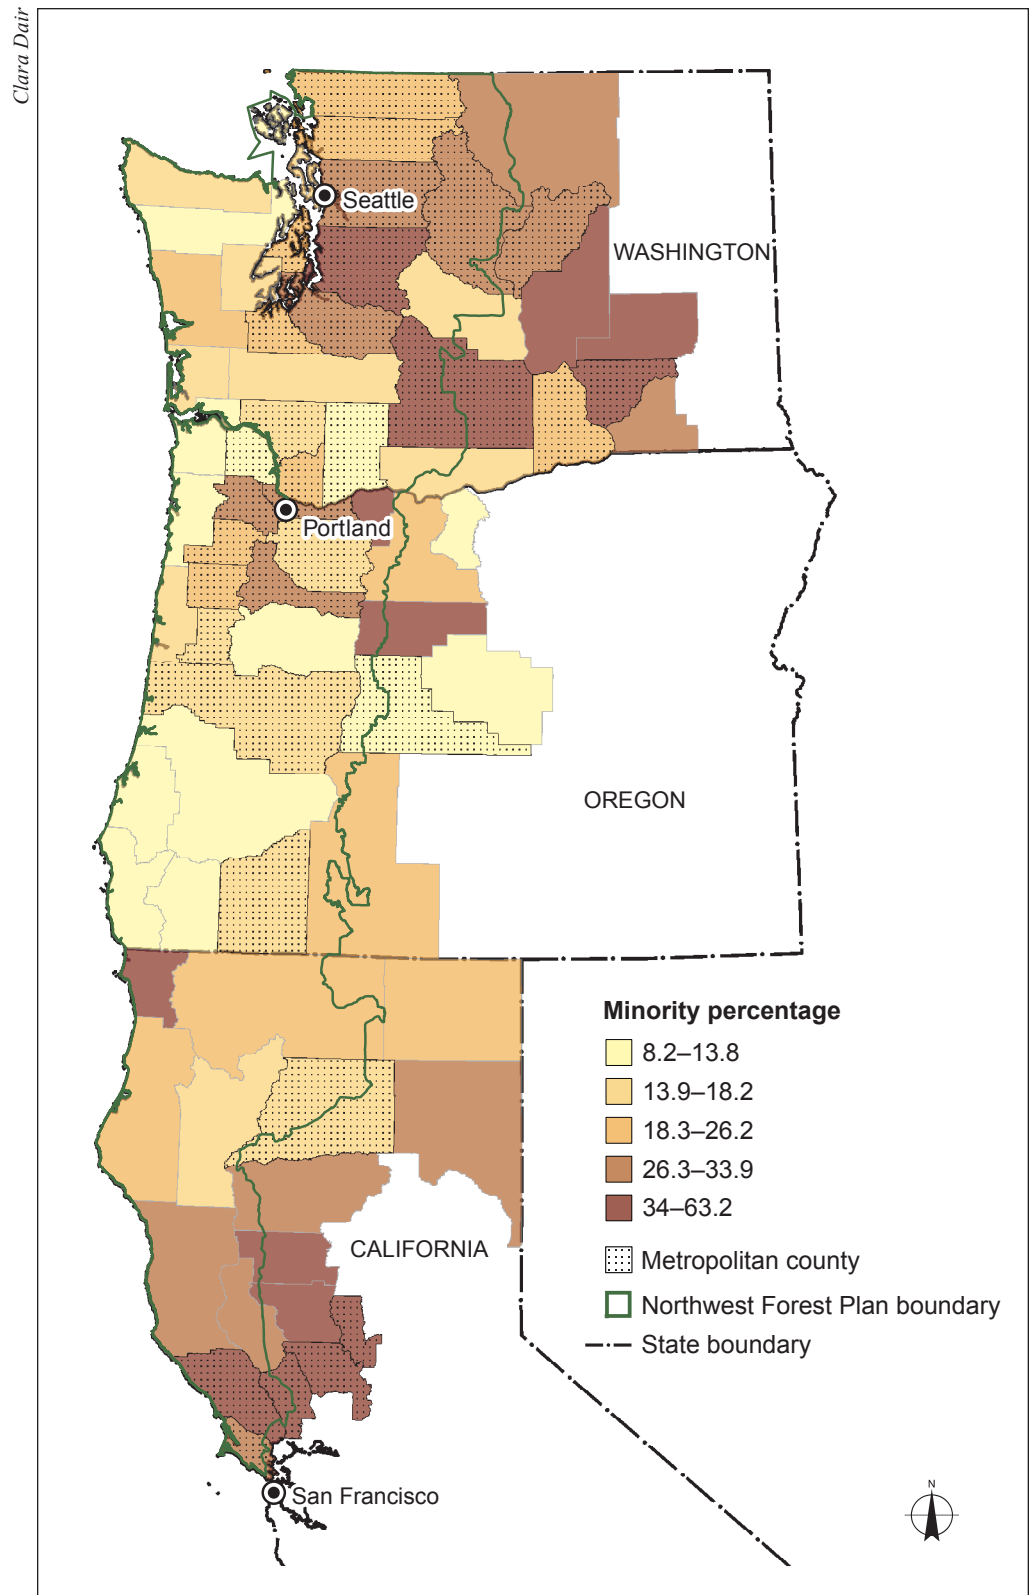 Clara Dair
Seattle
WASHINGTON
Portland
OREGON
Minority percentage
8.2–13.8
13.9–18.2
18.3–26.2
26.3–33.9
34–63.2
CALIFORNIA
Metropolitan county
Northwest Forest Plan boundary
State boundary
San Francisco
N